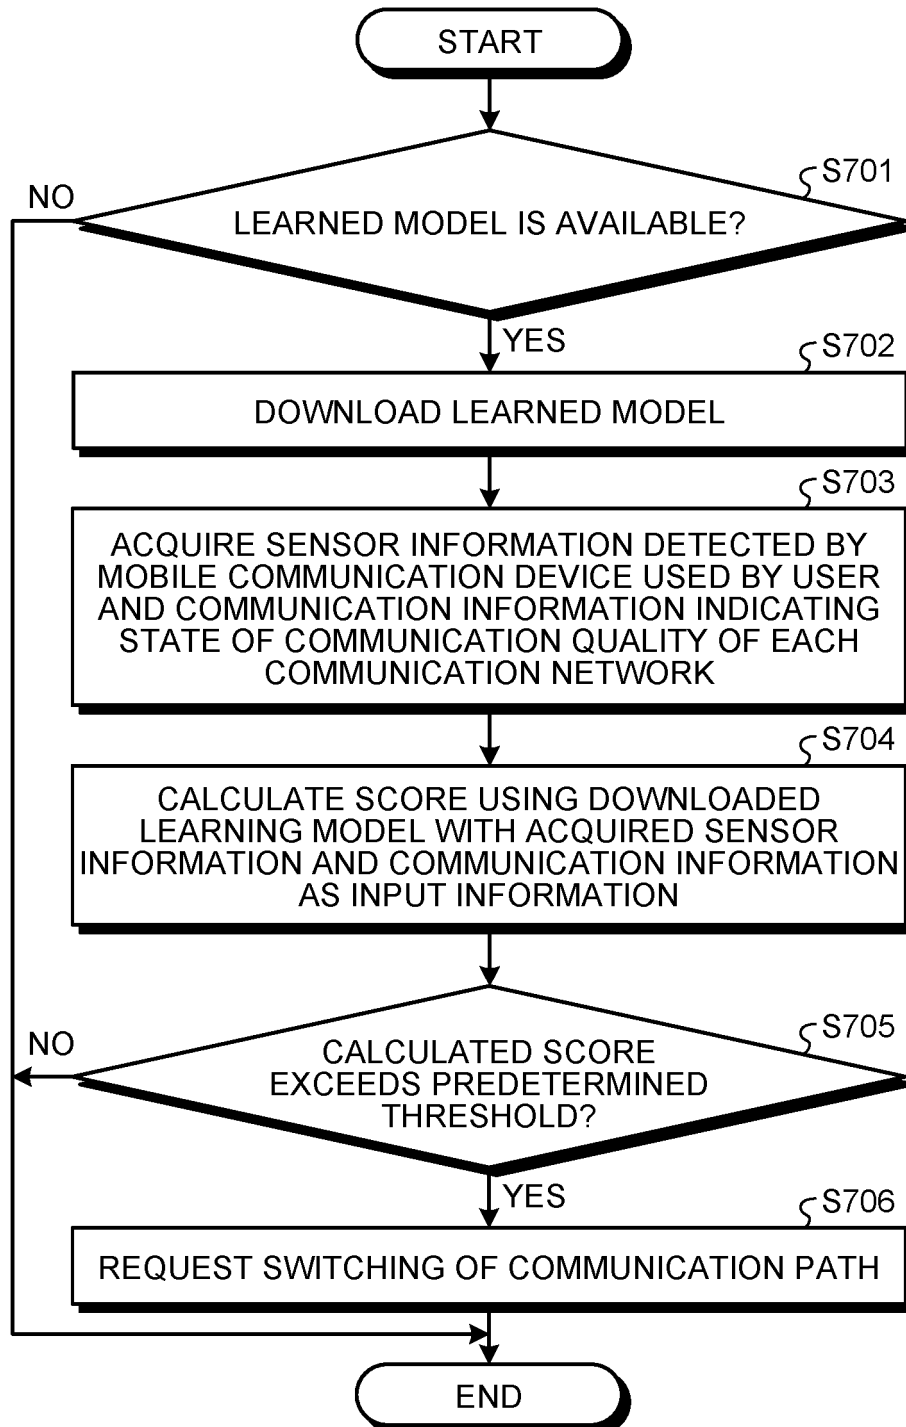 START
S701
NO
LEARNED MODEL IS AVAILABLE?
YES
S702
DOWNLOAD LEARNED MODEL
S703
ACQUIRE SENSOR INFORMATION DETECTED BY
MOBILE COMMUNICATION DEVICE USED BY USER
AND COMMUNICATION INFORMATION INDICATING
STATE OF COMMUNICATION QUALITY OF EACH
COMMUNICATION NETWORK
S704
CALCULATE SCORE USING DOWNLOADED
LEARNING MODEL WITH ACQUIRED SENSOR
INFORMATION AND COMMUNICATION INFORMATION
AS INPUT INFORMATION
S705
NO
CALCULATED SCORE
EXCEEDS PREDETERMINED
THRESHOLD?
YES
S706
REQUEST SWITCHING OF COMMUNICATION PATH
END